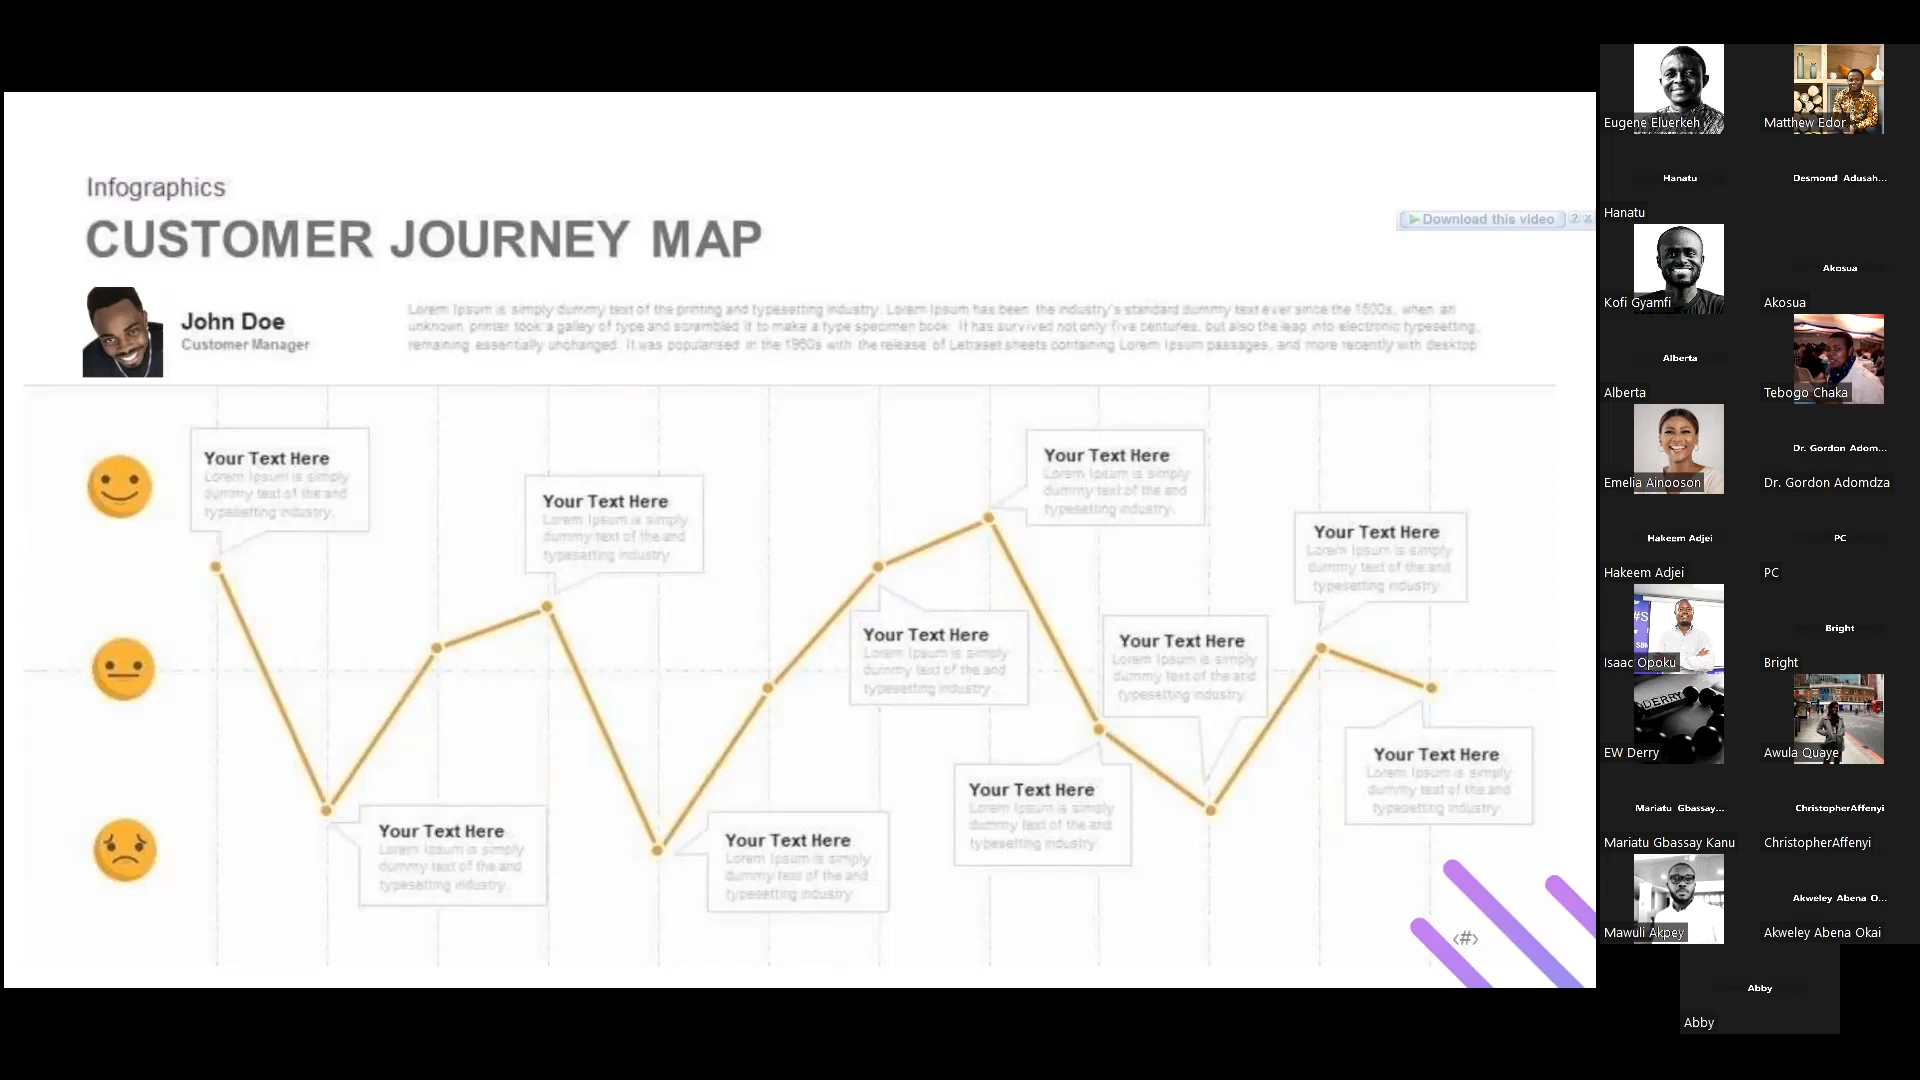 Infographics
CUSTOMER JOURNEY MAP
Download this video ? x
John Doe
Customer Manager
Lorem Ipsum is simply dummy text of the printing and typesetting industry. Lorem Ipsum has been the industry's standard dummy text ever since the 1500s, when an
unknown printer took a galley of type and scrambled it to make a type specimen book. It has survived not only five centuries, but also the leap into electronic typesetting,
remaining essentially unchanged. It was popularised in the 1960s with the release of Letraset sheets containing Lorem Ipsum passages, and more recently with desktop
Your Text Here
Lorem Ipsum is simply
dummy text of the and
typesetting industry.
Your Text Here
Lorem Ipsum is simply
dummy text of the and
typesetting industry.
Your Text Here
Lorem Ipsum is simply
dummy text of the and
typesetting industry.
Your Text Here
Lorem Ipsum is simply
dummy text of the and
typesetting industry.
Your Text Here
Lorem Ipsum is simply
dummy text of the and
typesetting industry.
Your Text Here
Lorem Ipsum is simply
dummy text of the and
typesetting industry.
Your Text Here
Lorem Ipsum is simply
dummy text of the and
typesetting industry.
Your Text Here
Lorem Ipsum is simply
dummy text of the and
typesetting industry.
Your Text Here
Lorem Ipsum is simply
dummy text of the and
typesetting industry.
Your Text Here
Lorem Ipsum is simply
dummy text of the and
typesetting industry.
‹#›
Eugene Eluerkeh
Matthew Edor
Hanatu
Hanatu
Desmond Adusah...
Kofi Gyamfi
Akosua
Akosua
Alberta
Alberta
Tebogo Chaka
Emelia Ainooson
Dr. Gordon Adom...
Dr. Gordon Adomdza
Hakeem Adjei
Hakeem Adjei
PC
PC
#S
SBN
Isaac Opoku
Bright
Bright
DERRY
EW Derry
Awula Quaye
Mariatu Gbassay...
Mariatu Gbassay Kanu
ChristopherAffenyi
ChristopherAffenyi
Mawuli Akpey
Akweley Abena O...
Akweley Abena Okai
Abby
Abby